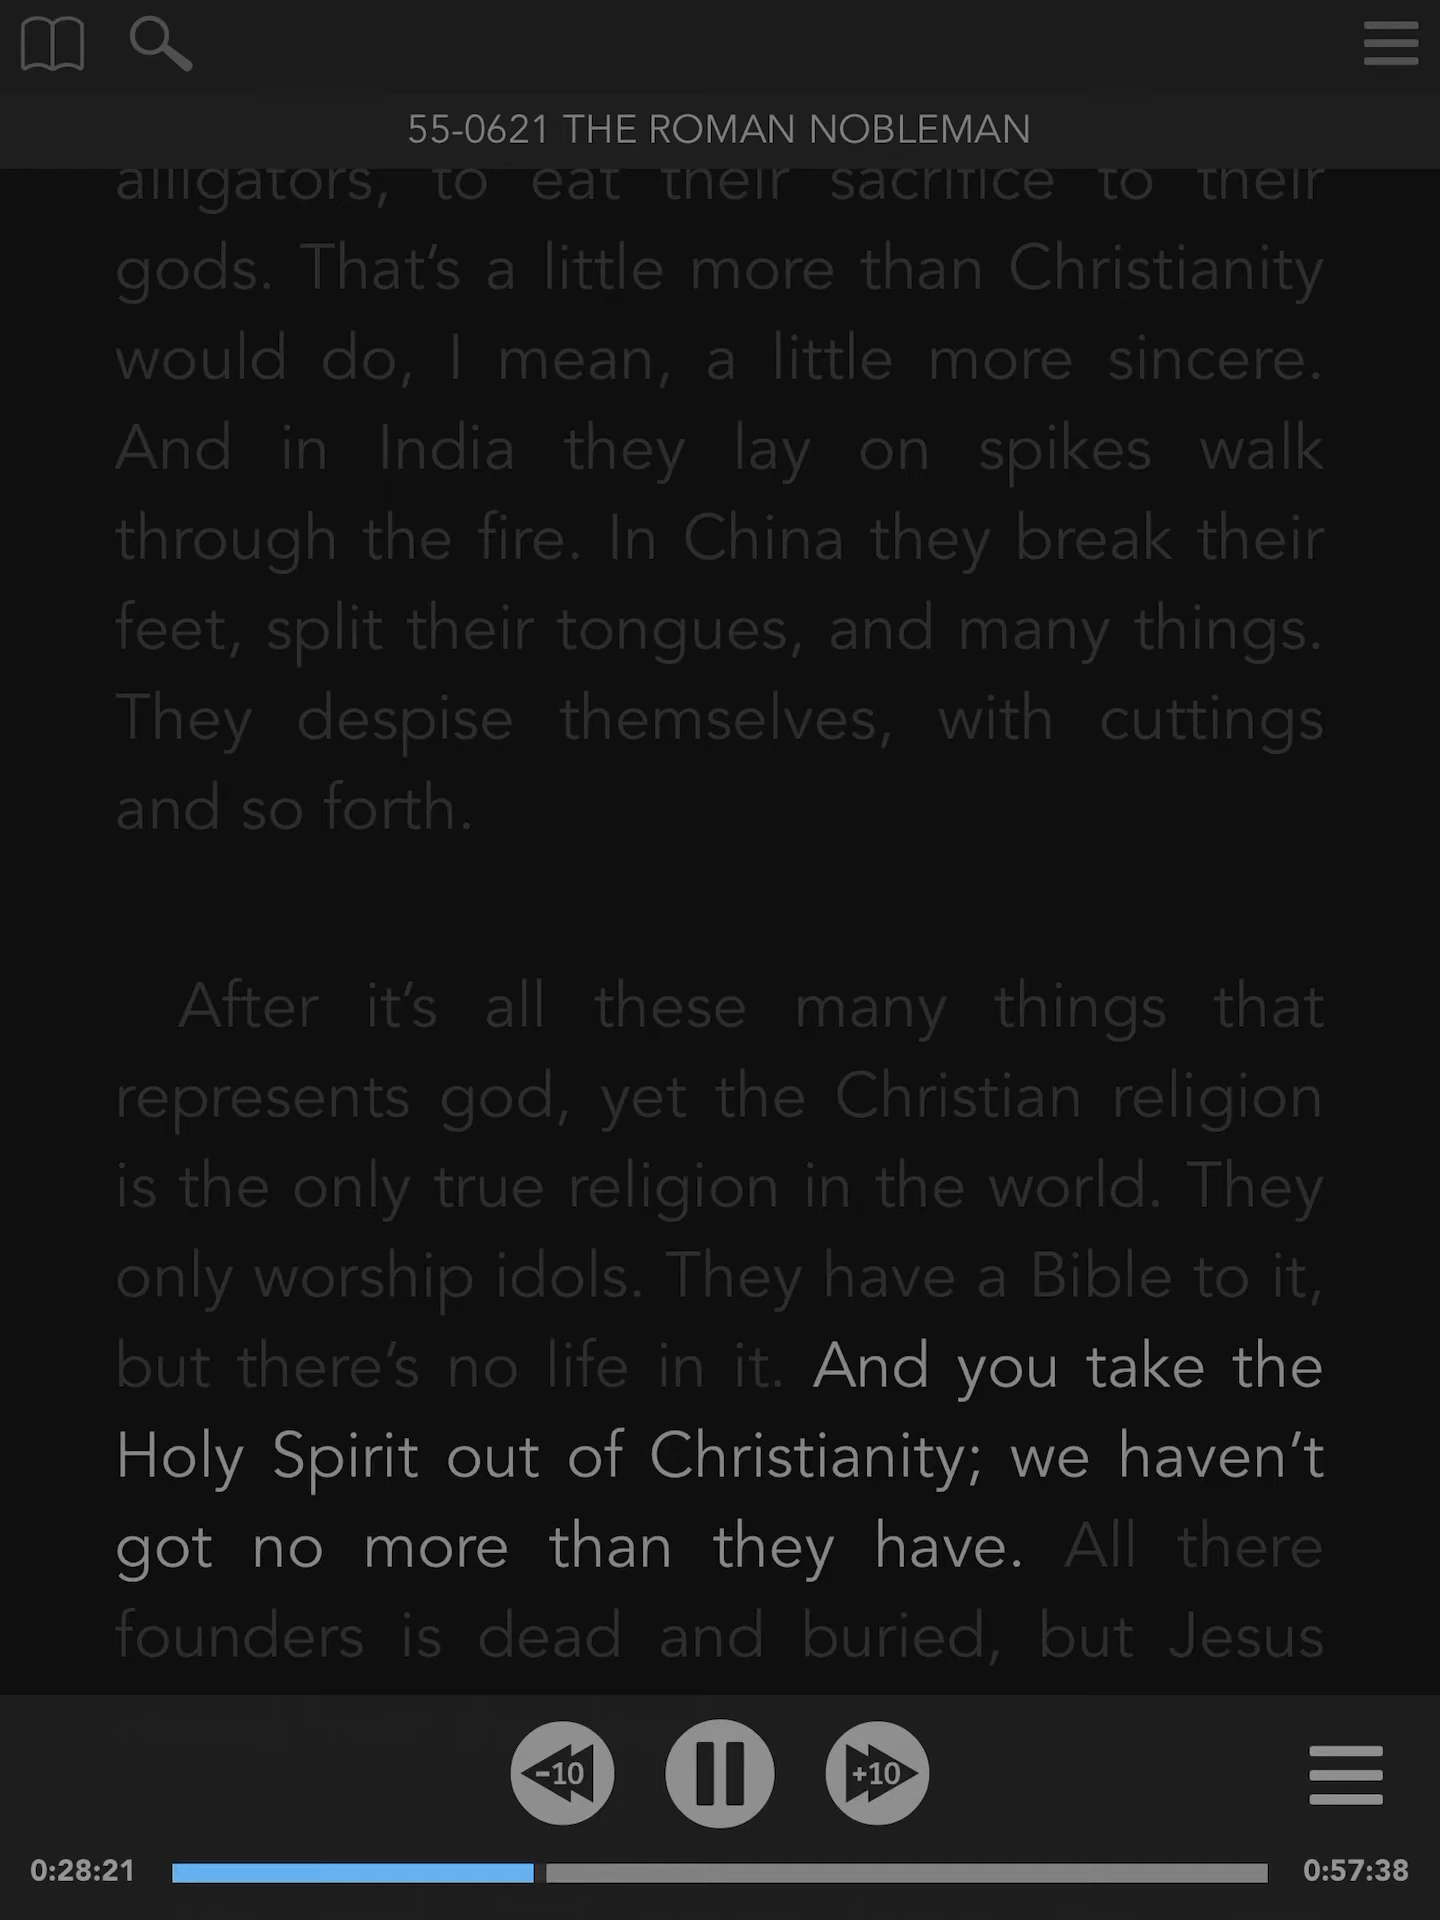 55-0621 THE ROMAN NOBLEMAN
alligators, to eat their sacrifice to their
gods. That’s a little more than Christianity
would do, I mean, a little more sincere.
And in India they lay on spikes walk
through the fire. In China they break their
feet, split their tongues, and many things.
They despise themselves, with cuttings
and so forth.
After it’s all these many things that
represents god, yet the Christian religion
is the only true religion in the world. They
only worship idols. They have a Bible to it,
but there’s no life in it. And you take the
Holy Spirit out of Christianity; we haven’t
got no more than they have. All there
founders is dead and buried, but Jesus
-10 +10
0:28:21 0:57:38